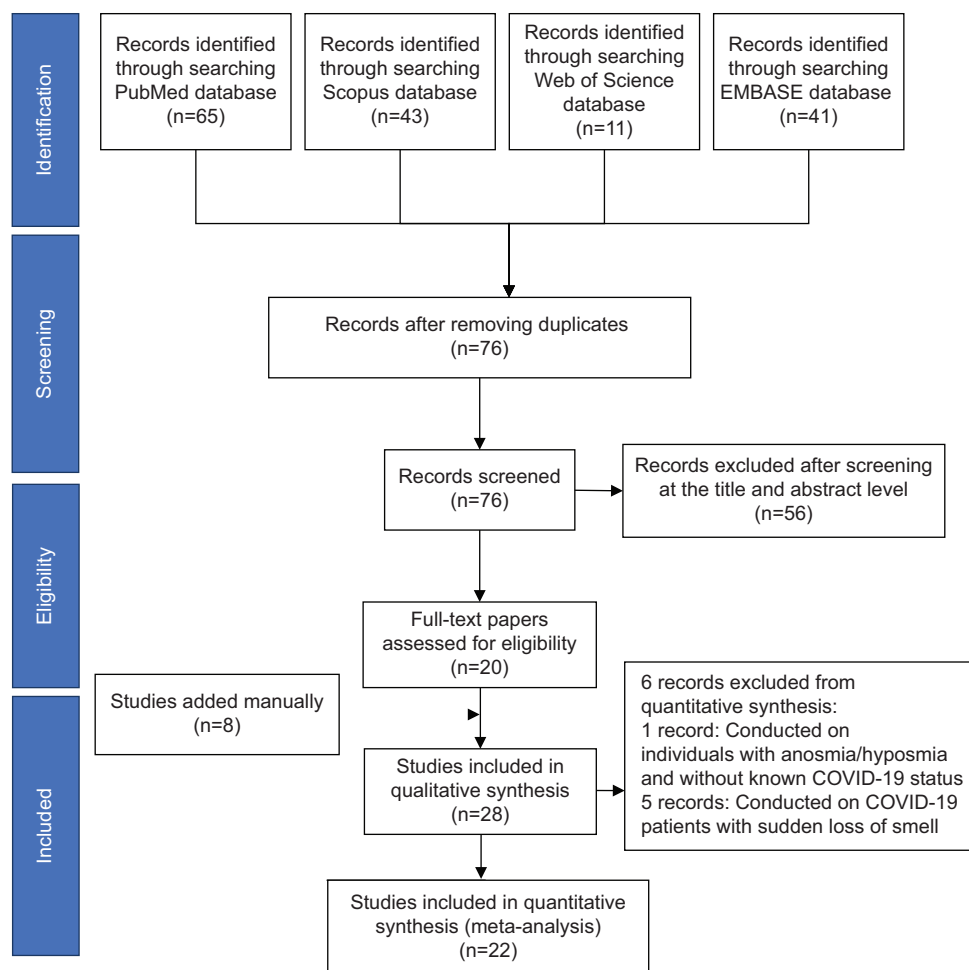 Identification
Records identified
through searching
PubMed database
(n=65)
Records identified
through searching
Scopus database
(n=43)
Records identified
through searching
Web of Science
database
(n=11)
Records identified
through searching
EMBASE database
(n=41)
Screening
Records after removing duplicates
(n=76)
Records screened
(n=76)
Records excluded after screening
at the title and abstract level
(n=56)
Eligibility
Full-text papers
assessed for eligibility
(n=20)
Studies added manually
(n=8)
Included
Studies included in
qualitative synthesis
(n=28)
6 records excluded from
quantitative synthesis:
1 record: Conducted on
individuals with anosmia/hyposmia
and without known COVID-19 status
5 records: Conducted on COVID-19
patients with sudden loss of smell
Studies included in quantitative
synthesis (meta-analysis)
(n=22)